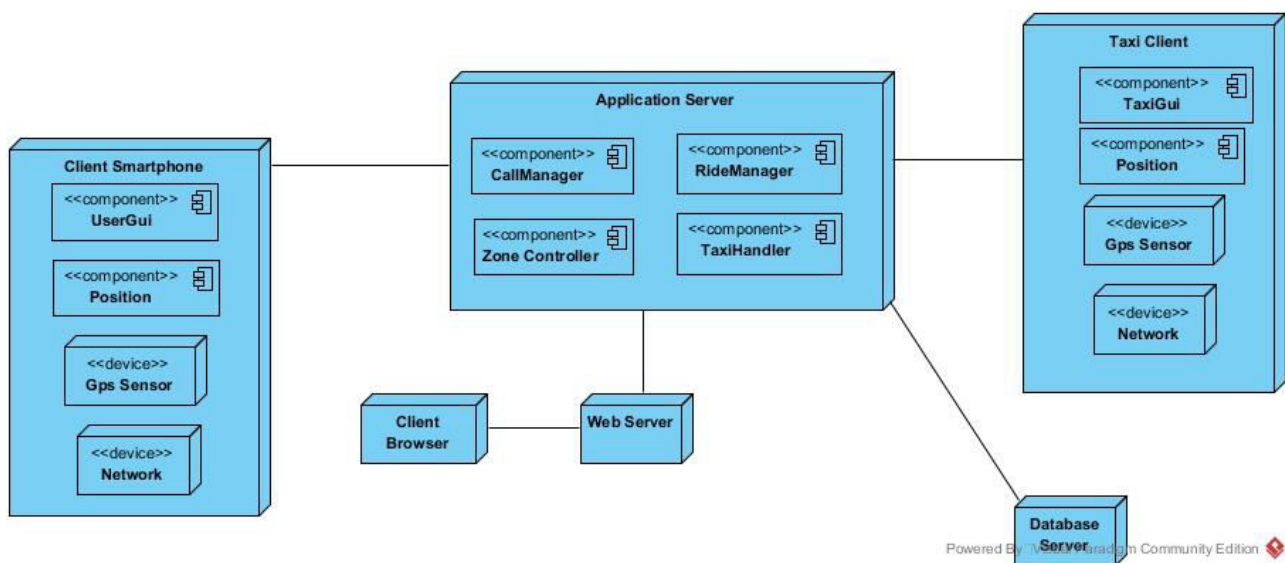 Client Smartphone
<<component>>
UserGui
<<component>>
Position
<<device>>
Gps Sensor
<<device>>
Network
Application Server
<<component>>
CallManager
<<component>>
RideManager
<<component>>
Zone Controller
<<component>>
TaxiHandler
Taxi Client
<<component>>
TaxiGui
<<component>>
Position
<<device>>
Gps Sensor
<<device>>
Network
Client
Browser
Web Server
Database
Server
Powered By Visual Paradigm Community Edition